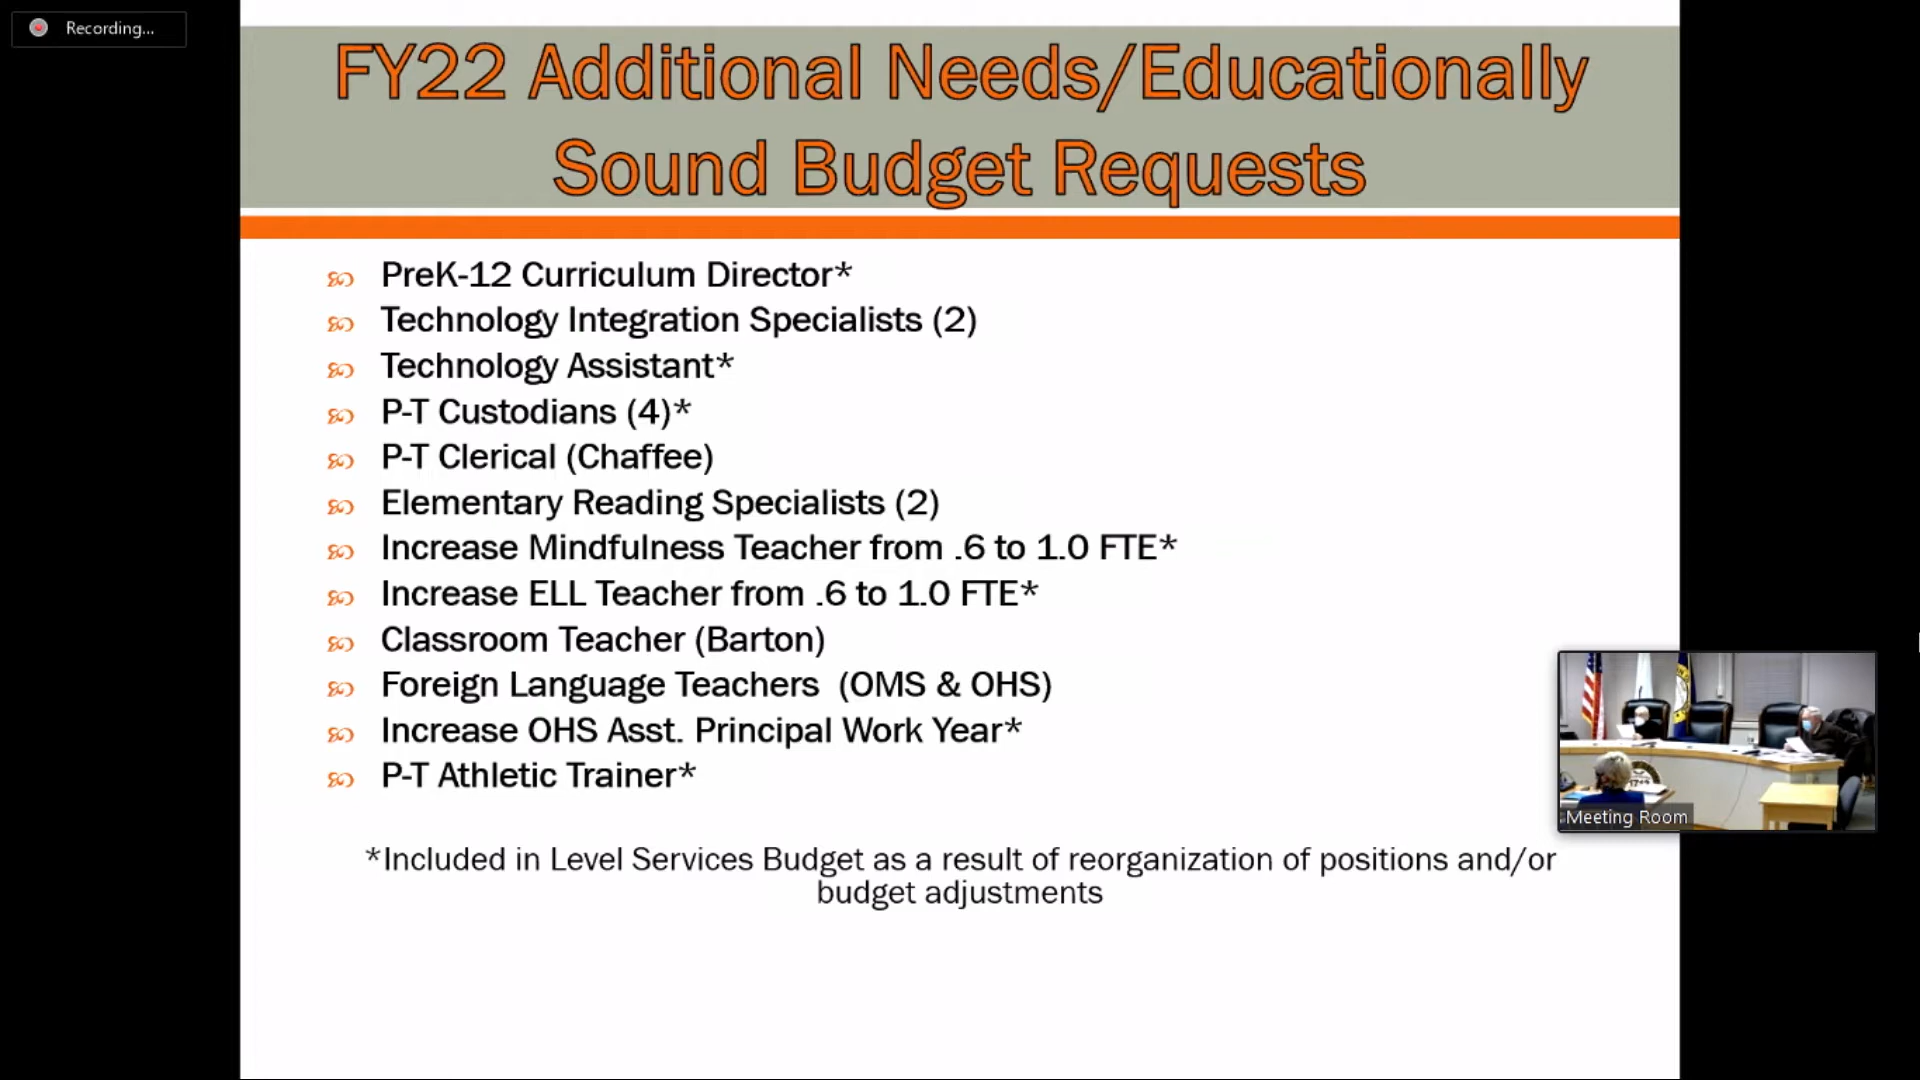 Recording...
FY22 Additional Needs/Educationally
Sound Budget Requests
PreK-12 Curriculum Director*
Technology Integration Specialists (2)
Technology Assistant*
P-T Custodians (4)*
P-T Clerical (Chaffee)
Elementary Reading Specialists (2)
Increase Mindfulness Teacher from .6 to 1.0 FTE*
Increase ELL Teacher from .6 to 1.0 FTE*
Classroom Teacher (Barton)
Foreign Language Teachers  (OMS & OHS)
Increase OHS Asst. Principal Work Year*
P-T Athletic Trainer*
*Included in Level Services Budget as a result of reorganization of positions and/or
budget adjustments
Meeting Room